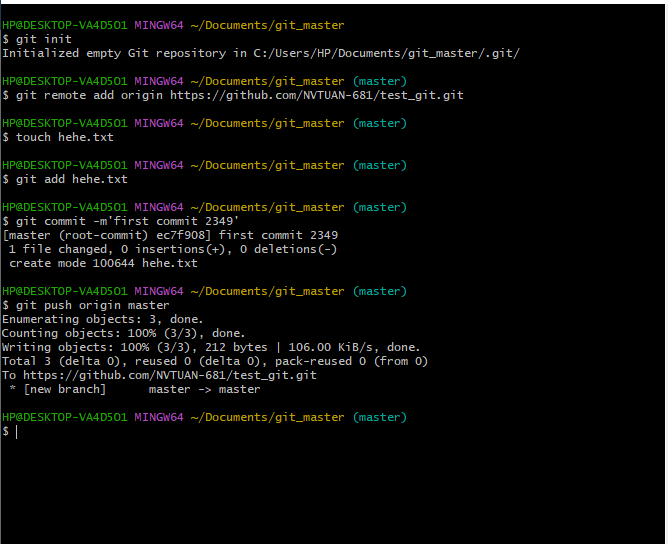 HP@DESKTOP-VA4D5O1 MINGW64 ~/Documents/git_master
$ git init
Initialized empty Git repository in C:/Users/HP/Documents/git_master/.git/
HP@DESKTOP-VA4D5O1 MINGW64 ~/Documents/git_master (master)
$ git remote add origin https://github.com/NVTUAN-681/test_git.git
HP@DESKTOP-VA4D5O1 MINGW64 ~/Documents/git_master (master)
$ touch hehe.txt
HP@DESKTOP-VA4D5O1 MINGW64 ~/Documents/git_master (master)
$ git add hehe.txt
HP@DESKTOP-VA4D5O1 MINGW64 ~/Documents/git_master (master)
$ git commit -m'first commit 2349'
[master (root-commit) ec7f908] first commit 2349
 1 file changed, 0 insertions(+), 0 deletions(-)
 create mode 100644 hehe.txt
HP@DESKTOP-VA4D5O1 MINGW64 ~/Documents/git_master (master)
$ git push origin master
Enumerating objects: 3, done.
Counting objects: 100% (3/3), done.
Writing objects: 100% (3/3), 212 bytes | 106.00 KiB/s, done.
Total 3 (delta 0), reused 0 (delta 0), pack-reused 0 (from 0)
To https://github.com/NVTUAN-681/test_git.git
 * [new branch]      master -> master
HP@DESKTOP-VA4D5O1 MINGW64 ~/Documents/git_master (master)
$